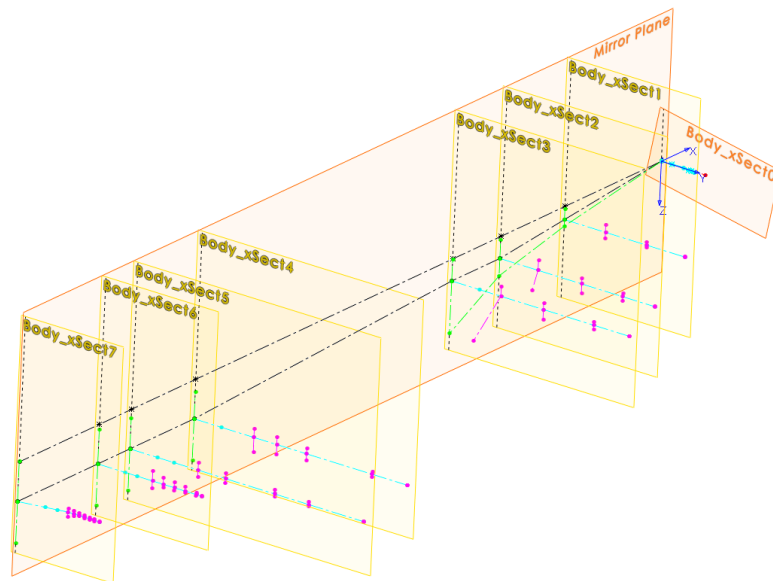 Mirror Plane
Body_xSect1
Body_xSect2
Body_xSect3
Body_xSect0
X
Y
Z
Body_xSect4
Body_xSect5
Body_xSect6
Body_xSect7